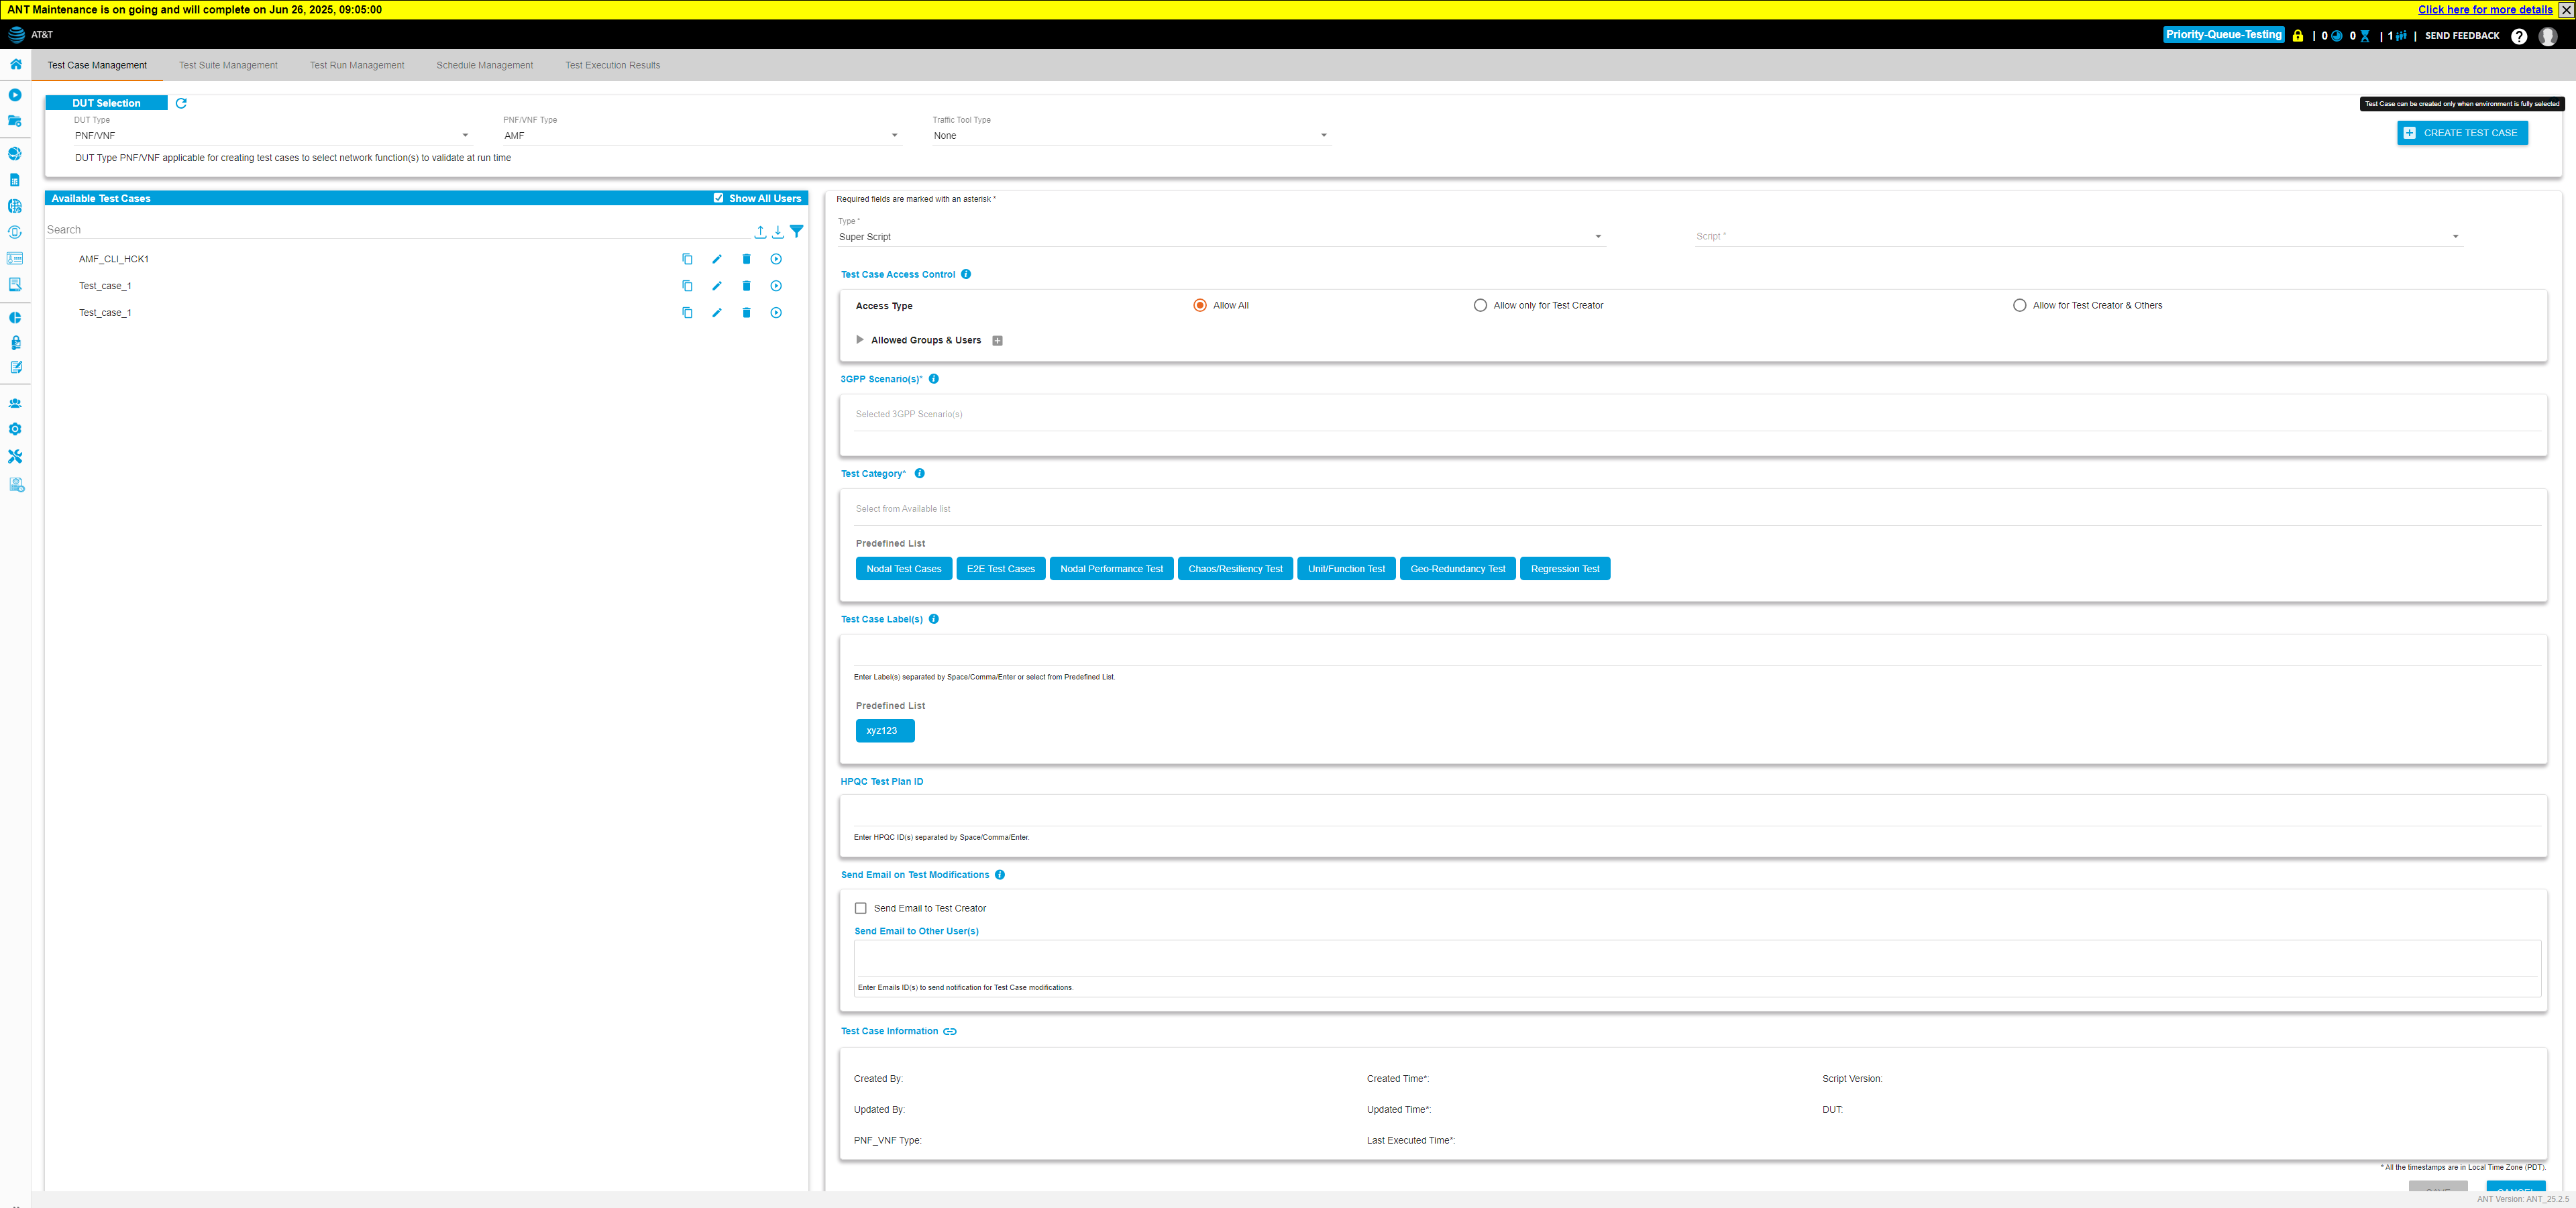 ANT Maintenance is on going and will complete on Jun 26, 2025, 09:05:00
Click here for more details
AT&T
Priority-Queue-Testing | 0 0 | 1 | SEND FEEDBACK
Test Case Management Test Suite Management Test Run Management Schedule Management Test Execution Results
DUT Selection
Test Case can be created only when environment is fully selected
DUT Type PNF/VNF Type Traffic Tool Type
PNF/VNF AMF None
CREATE TEST CASE
DUT Type PNF/VNF applicable for creating test cases to select network function(s) to validate at run time
Available Test Cases Show All Users
Search
AMF_CLI_HCK1
Test_case_1
Test_case_1
Required fields are marked with an asterisk *
Type *
Super Script Script *
Test Case Access Control
Access Type Allow All Allow only for Test Creator Allow for Test Creator & Others
Allowed Groups & Users
3GPP Scenario(s)*
Selected 3GPP Scenario(s)
Test Category*
Select from Available list
Predefined List
Nodal Test Cases E2E Test Cases Nodal Performance Test Chaos/Resiliency Test Unit/Function Test Geo-Redundancy Test Regression Test
Test Case Label(s)
Enter Label(s) separated by Space/Comma/Enter or select from Predefined List.
Predefined List
xyz123
HPQC Test Plan ID
Enter HPQC ID(s) separated by Space/Comma/Enter.
Send Email on Test Modifications
Send Email to Test Creator
Send Email to Other User(s)
Enter Emails ID(s) to send notification for Test Case modifications.
Test Case Information
Created By: Created Time*: Script Version:
Updated By: Updated Time*: DUT:
PNF_VNF Type: Last Executed Time*:
* All the timestamps are in Local Time Zone (PDT).
ANT Version: ANT_25.2.5